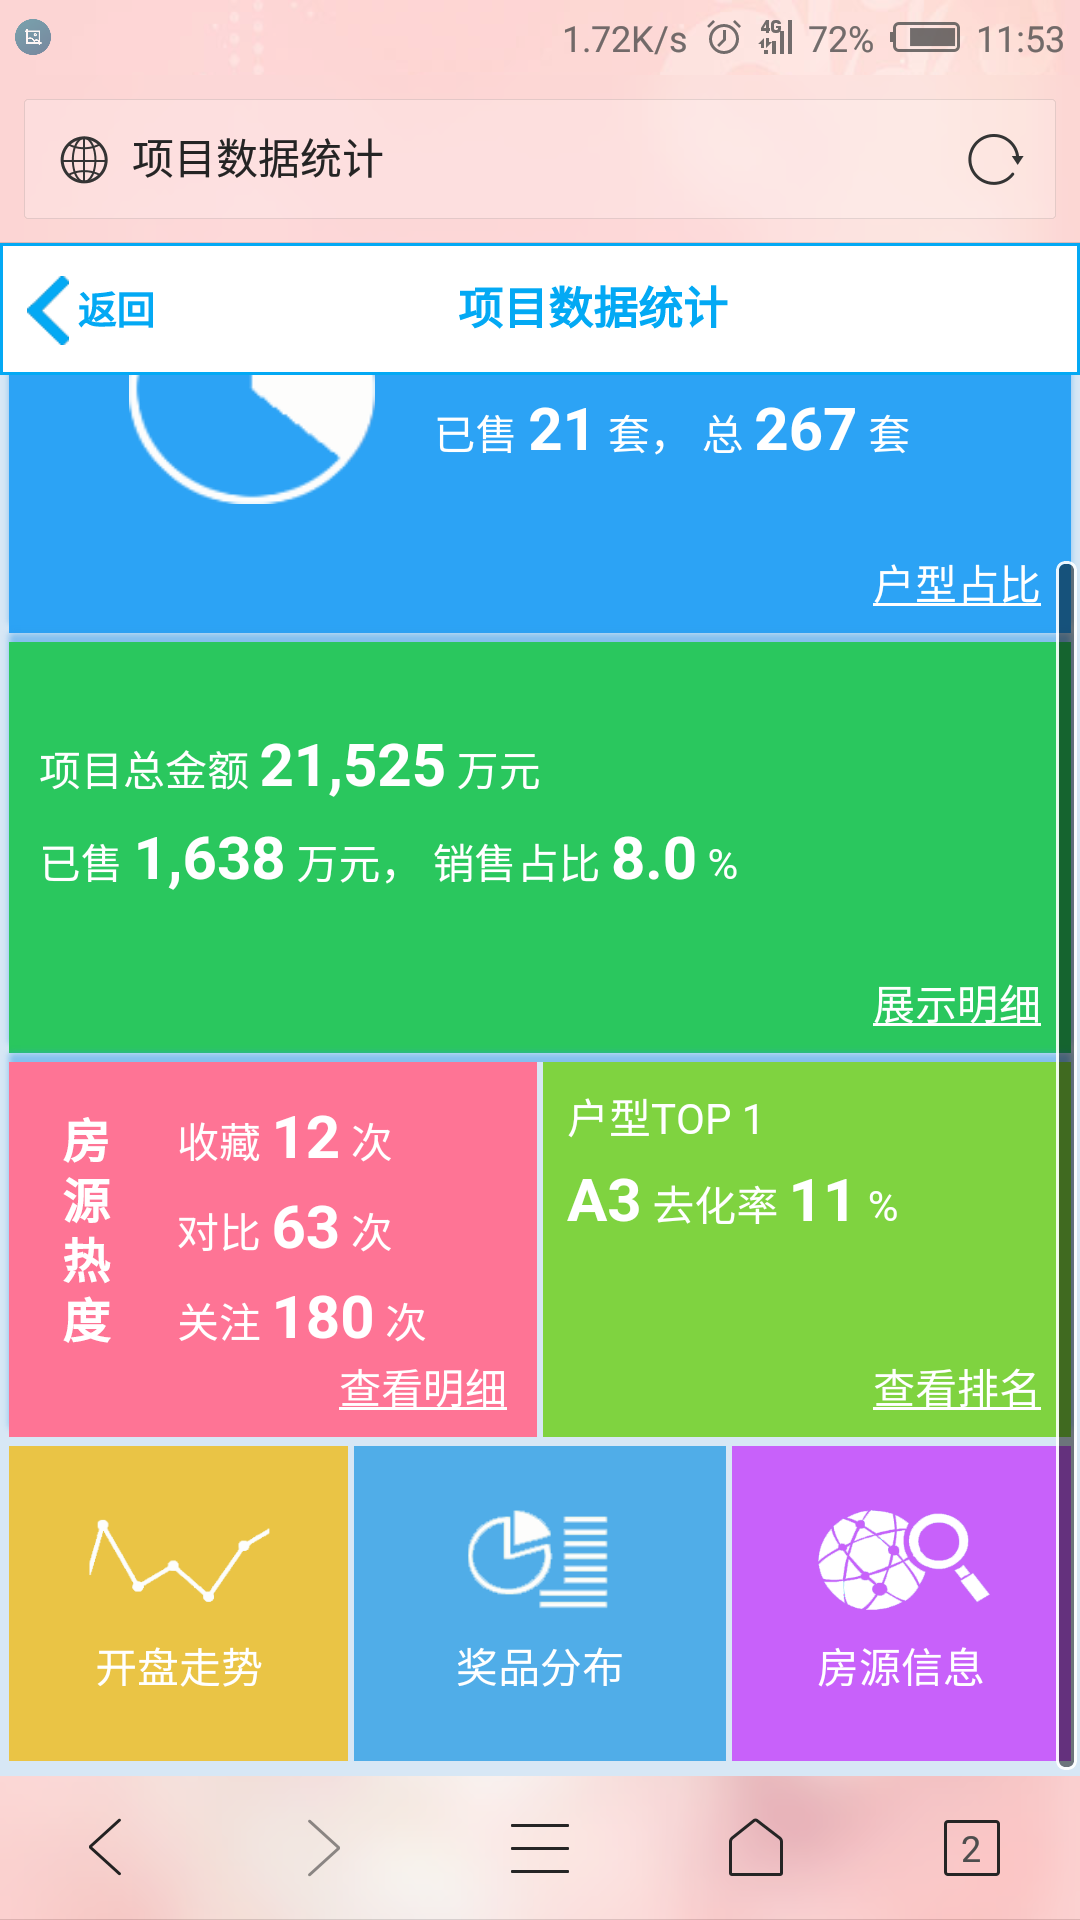 1.72K/s 4G 72% 11:53
项目数据统计
返回 项目数据统计
已售 21 套， 总 267 套
户型占比
项目总金额 21,525 万元
已售 1,638 万元， 销售占比 8.0 %
展示明细
房源热度
收藏 12 次
对比 63 次
关注 180 次
查看明细
户型TOP 1
A3 去化率 11 %
查看排名
开盘走势 奖品分布 房源信息
2